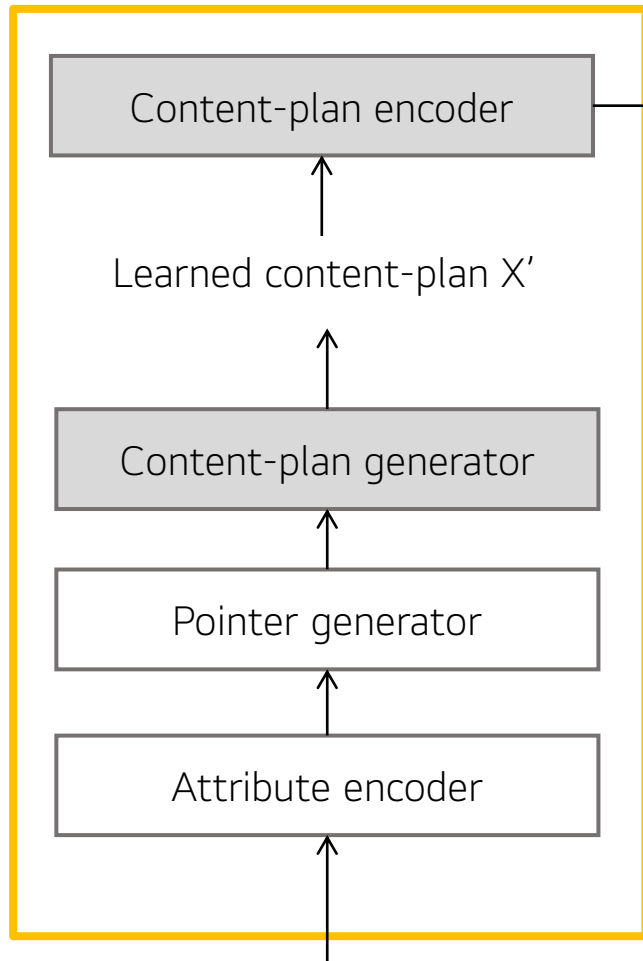 Content-plan encoder
Learned content-plan X’
Content-plan generator
Pointer generator
Attribute encoder